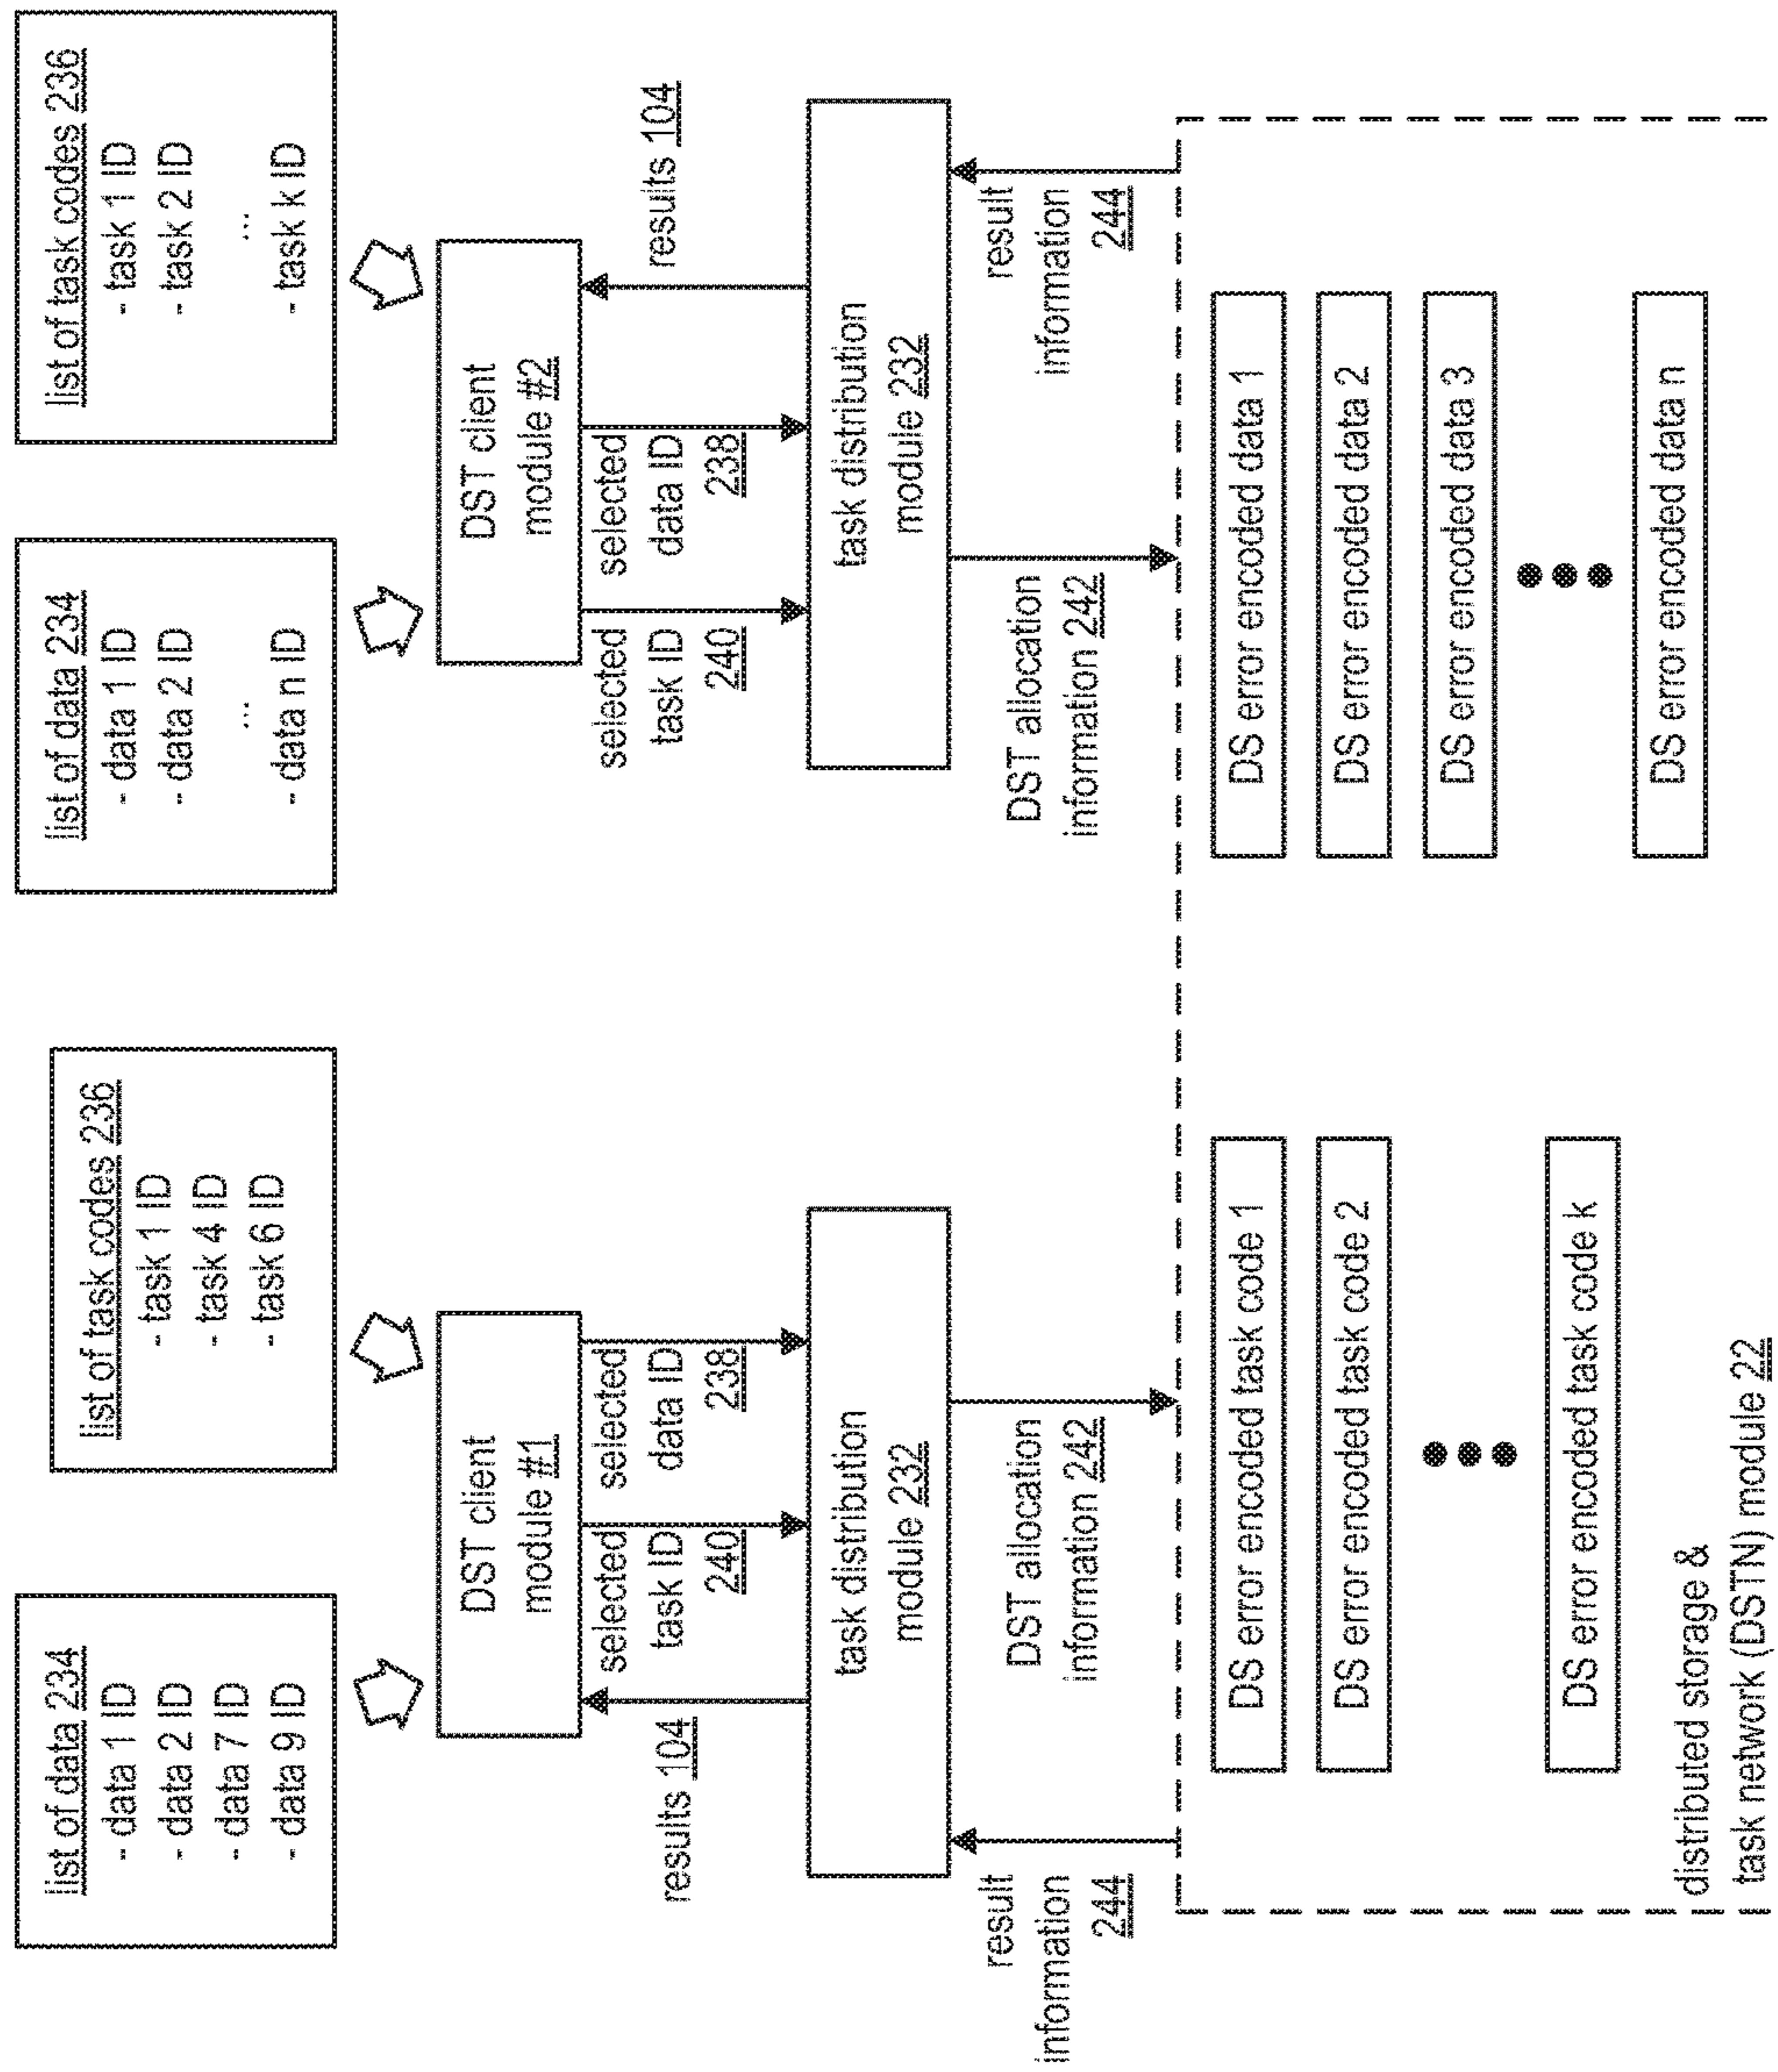 list of data 234
- data 1 ID
- data 2 ID
- data 7 ID
- data 9 ID
list of task codes 236
- task 1 ID
- task 4 ID
- task 6 ID
list of data 234
- data 1 ID
- data 2 ID
...
- data n ID
list of task codes 236
- task 1 ID
- task 2 ID
...
- task k ID
DST client
module #1
DST client
module #2
results 104
selected
task ID
240
selected
data ID
238
selected
task ID
240
selected
data ID
238
results 104
task distribution
module 232
task distribution
module 232
result
information
244
DST allocation
information 242
DST allocation
information 242
result
information
244
DS error encoded task code 1
DS error encoded task code 2
DS error encoded task code k
DS error encoded data 1
DS error encoded data 2
DS error encoded data 3
DS error encoded data n
distributed storage &
task network (DSTN) module 22